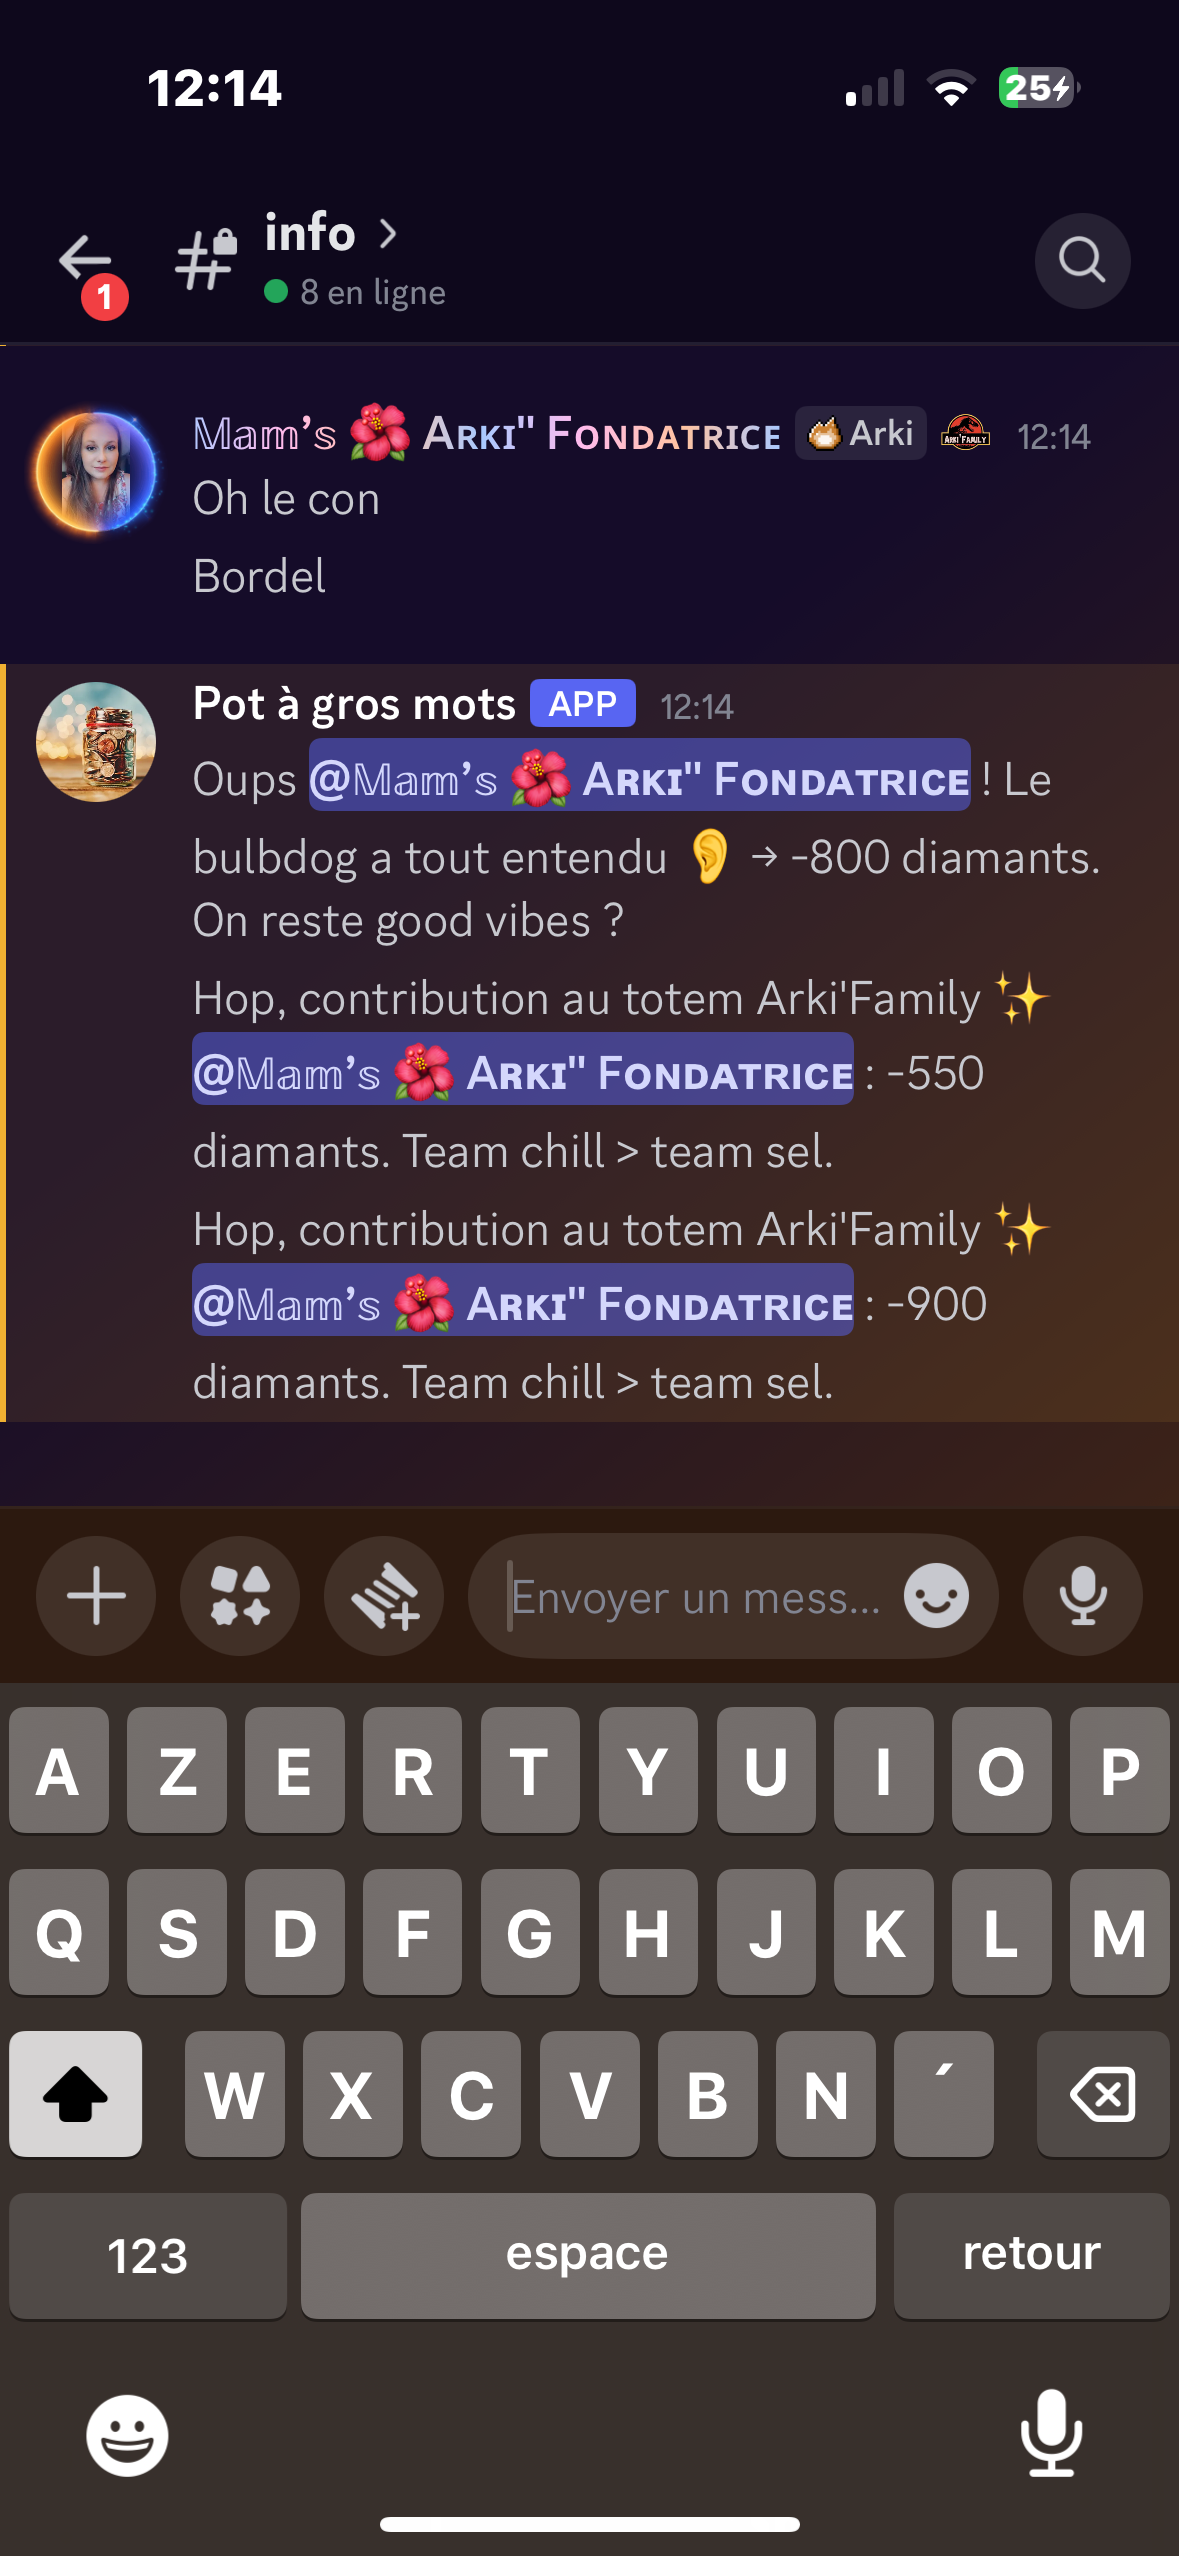 12:14
25
info >
1
8 en ligne
Mam's 🌺 ARKI" FONDATRICE Arki ARKI'FAMILY 12:14
Oh le con
Bordel
Pot à gros mots APP 12:14
Oups @Mam's 🌺 ARKI" FONDATRICE ! Le
bulbdog a tout entendu 👂 → -800 diamants.
On reste good vibes ?
Hop, contribution au totem Arki'Family ✨
@Mam's 🌺 ARKI" FONDATRICE : -550
diamants. Team chill > team sel.
Hop, contribution au totem Arki'Family ✨
@Mam's 🌺 ARKI" FONDATRICE : -900
diamants. Team chill > team sel.
Envoyer un mess...
A Z E R T Y U I O P
Q S D F G H J K L M
W X C V B N ´
123 espace retour